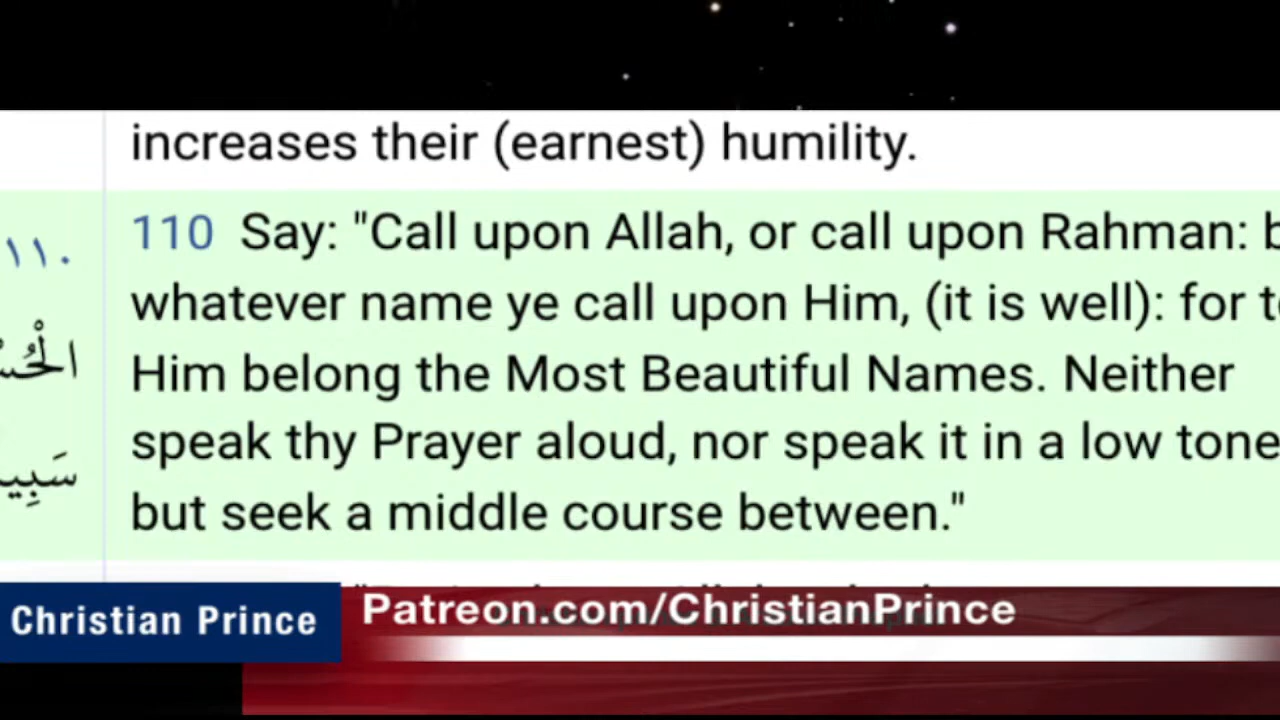 increases their (earnest) humility.
110 Say: "Call upon Allah, or call upon Rahman:
whatever name ye call upon Him, (it is well): for
Him belong the Most Beautiful Names. Neither
speak thy Prayer aloud, nor speak it in a low tone
but seek a middle course between."
Christian Prince
Patreon.com/ChristianPrince